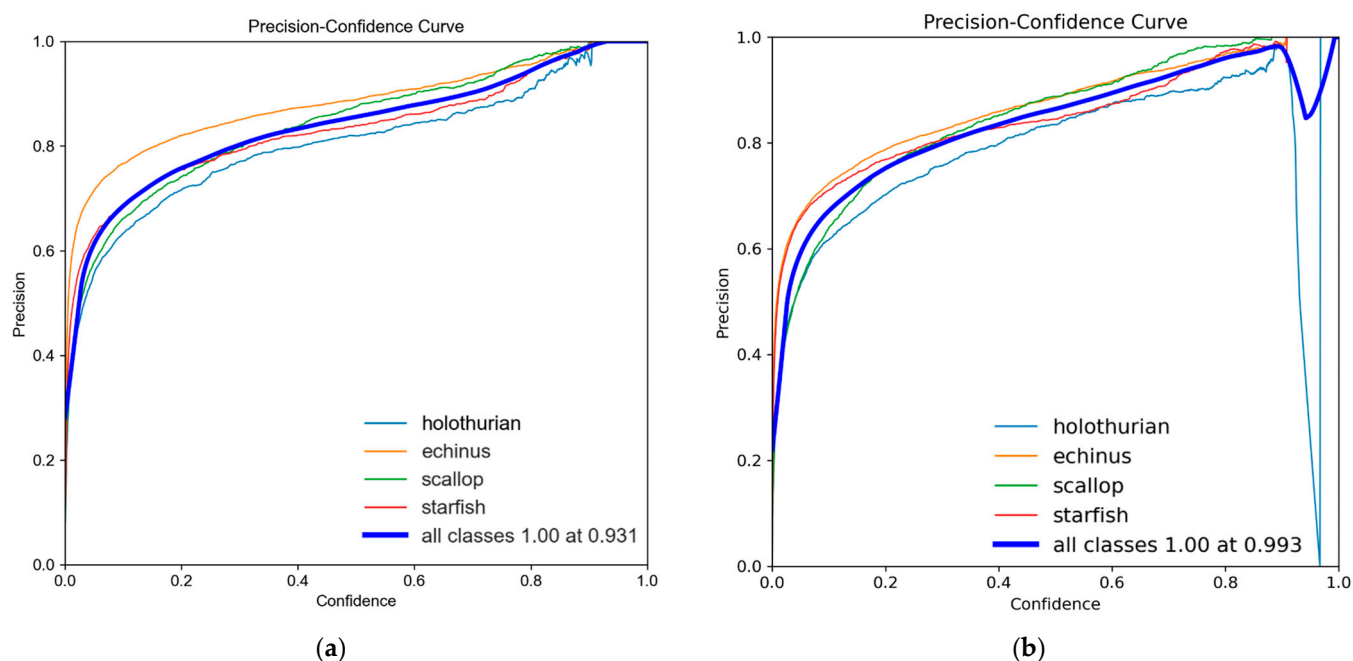 Precision-Confidence Curve
1.0
0.8
0.6
0.4
0.2
0.0
Precision
holothurian
echinus
scallop
starfish
all classes 1.00 at 0.931
0.0 0.2 0.4 0.6 0.8 1.0
Confidence
(a)
Precision-Confidence Curve
1.0
0.8
0.6
0.4
0.2
0.0
Precision
holothurian
echinus
scallop
starfish
all classes 1.00 at 0.993
0.0 0.2 0.4 0.6 0.8 1.0
Confidence
(b)